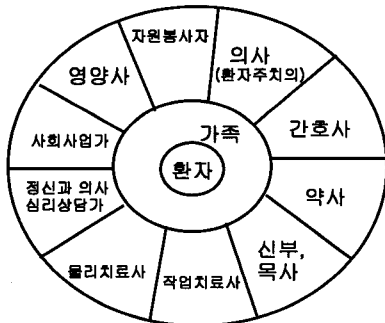 자원봉사자
의사
(환자주치의)
영양사
간호사
가족
사회사업가
환자
정신과 의사
심리상담가
약사
신부,
목사
물리치료사
작업치료사